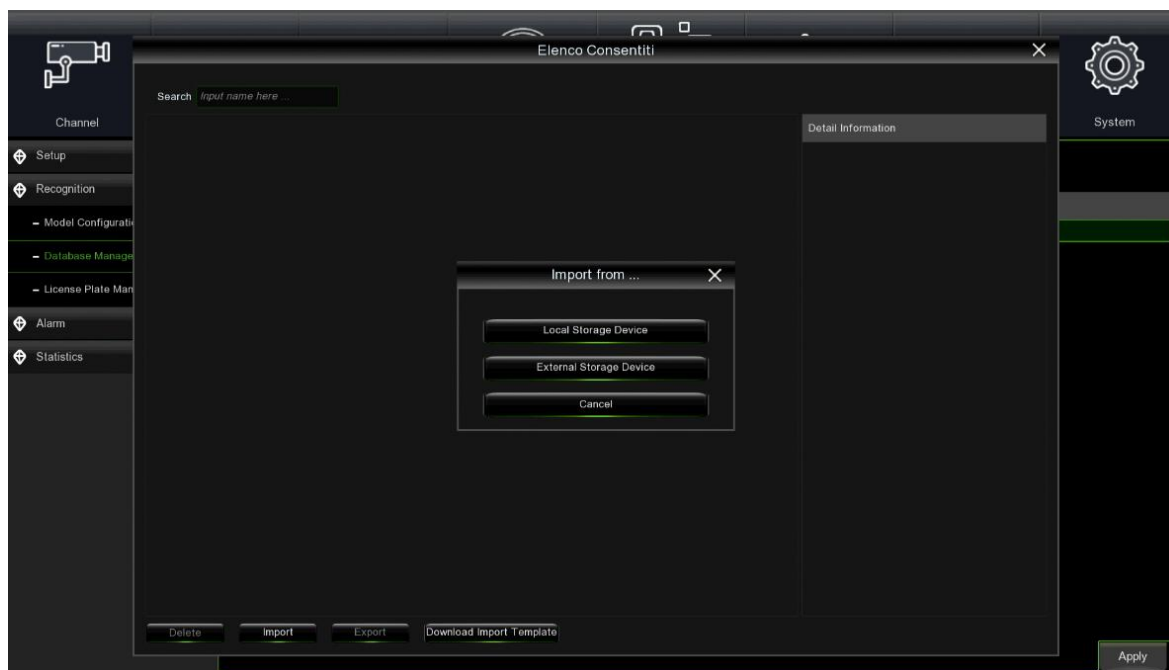 Elenco Consentiti
Channel
System
Search Input name here ...
Detail Information
Setup
Recognition
Model Configurati
Database Manage
License Plate Man
Alarm
Statistics
Import from ...
Local Storage Device
External Storage Device
Cancel
Delete Import Export Download Import Template
Apply